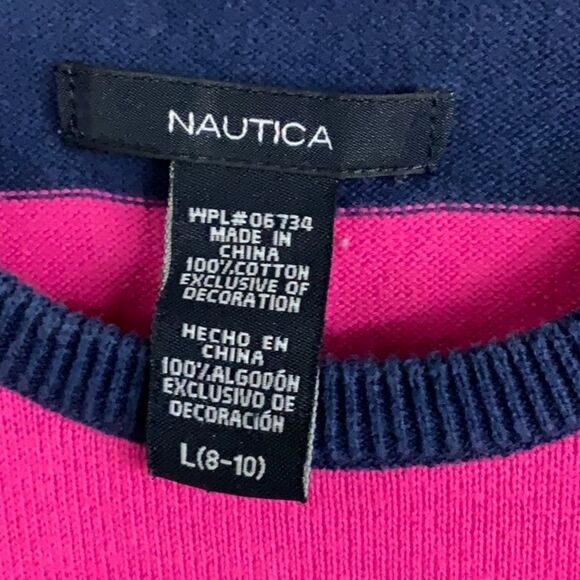 NAUTICA
WPL#06734
MADE IN
CHINA
100%COTTON
EXCLUSIVE OF
DECORATION
HECHO EN
CHINA
100%ALGODÓN
EXCLUSIVO DE
DECORACIÓN
L(8-10)